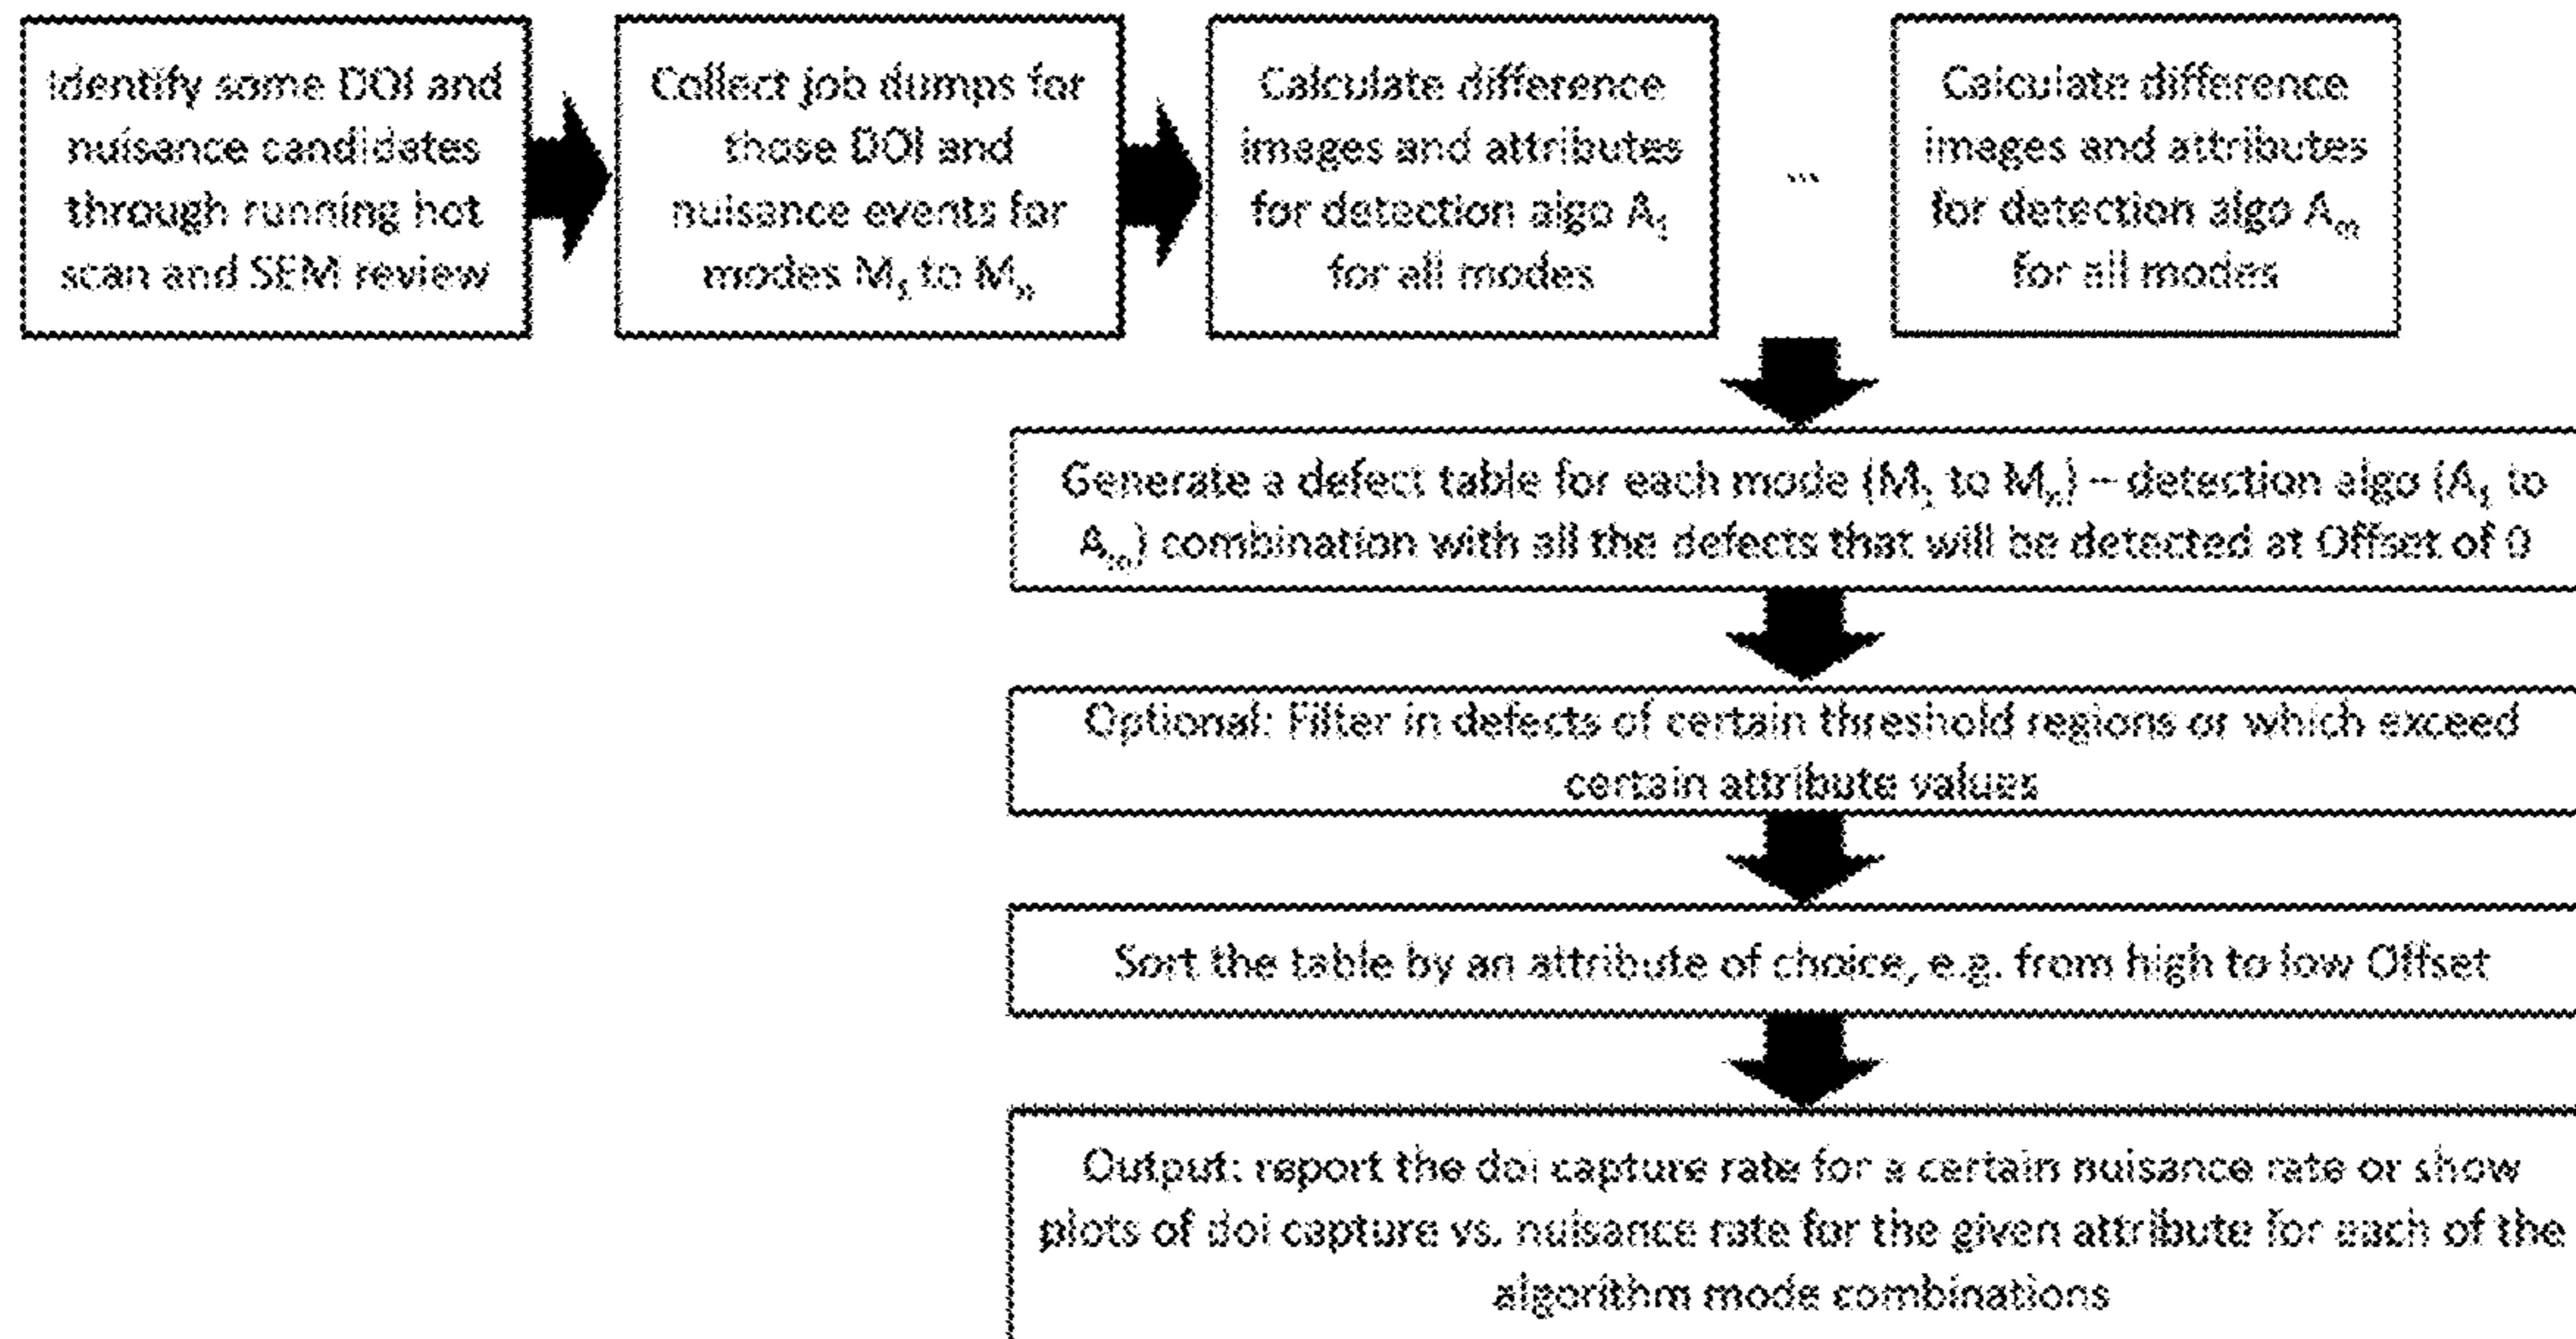 Identify some DOI and
nuisance candidates
through running hot
scan and SEM review
Collect job dumps for
those DOI and
nuisance events for
modes M₁ to Mₙ
Calculate difference
images and attributes
for detection algo A₁
for all modes
...
Calculate difference
images and attributes
for detection algo Aₘ
for all modes
Generate a defect table for each mode (M₁ to Mₙ) – detection algo (A₁ to
Aₘ) combination with all the defects that will be detected at Offset of 0
Optional: Filter in defects of certain threshold regions or which exceed
certain attribute values
Sort the table by an attribute of choice, e.g. from high to low Offset
Output: report the doi capture rate for a certain nuisance rate or show
plots of doi capture vs. nuisance rate for the given attribute for each of the
algorithm mode combinations